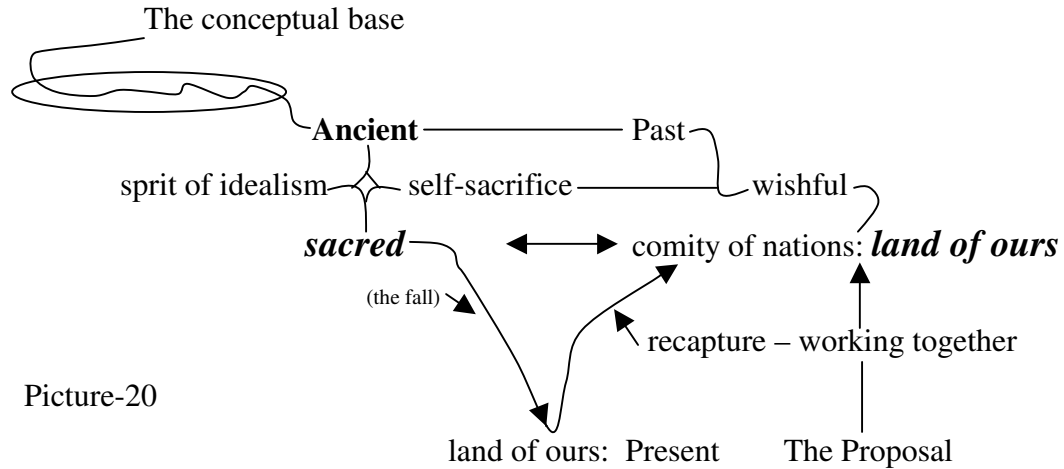 The conceptual base
Ancient Past
sprit of idealism self-sacrifice wishful
sacred comity of nations: land of ours
(the fall)
recapture – working together
Picture-20
land of ours: Present The Proposal